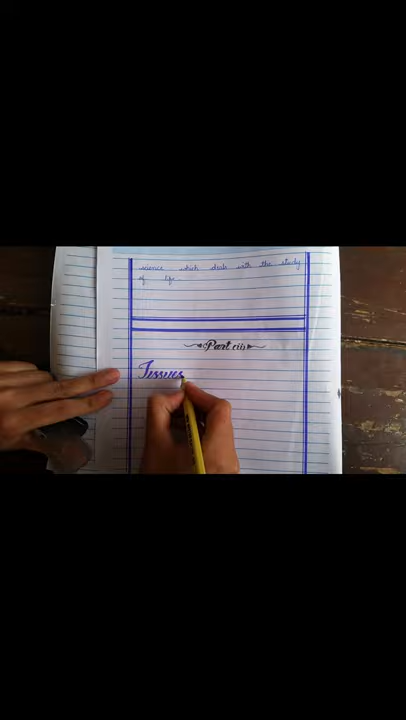 science which deals with the study
of life
Part (ii)
Tissues